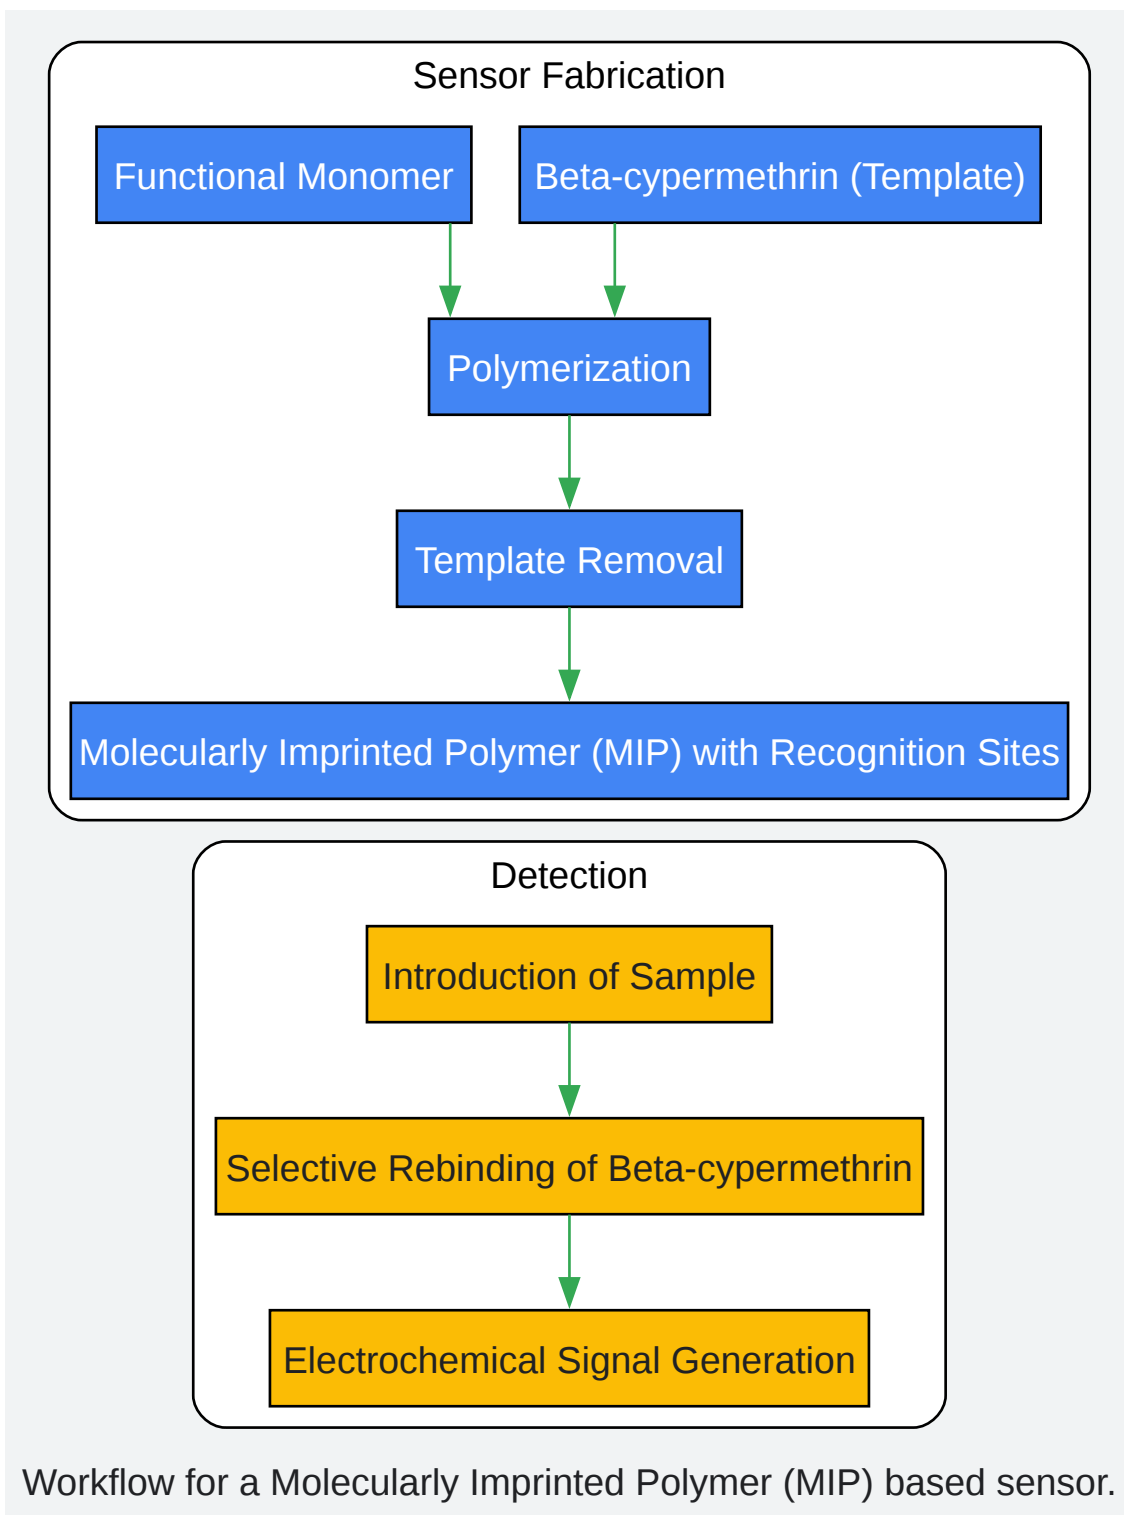 Sensor Fabrication
Functional Monomer
Beta-cypermethrin (Template)
Polymerization
Template Removal
Molecularly Imprinted Polymer (MIP) with Recognition Sites
Detection
Introduction of Sample
Selective Rebinding of Beta-cypermethrin
Electrochemical Signal Generation
Workflow for a Molecularly Imprinted Polymer (MIP) based sensor.